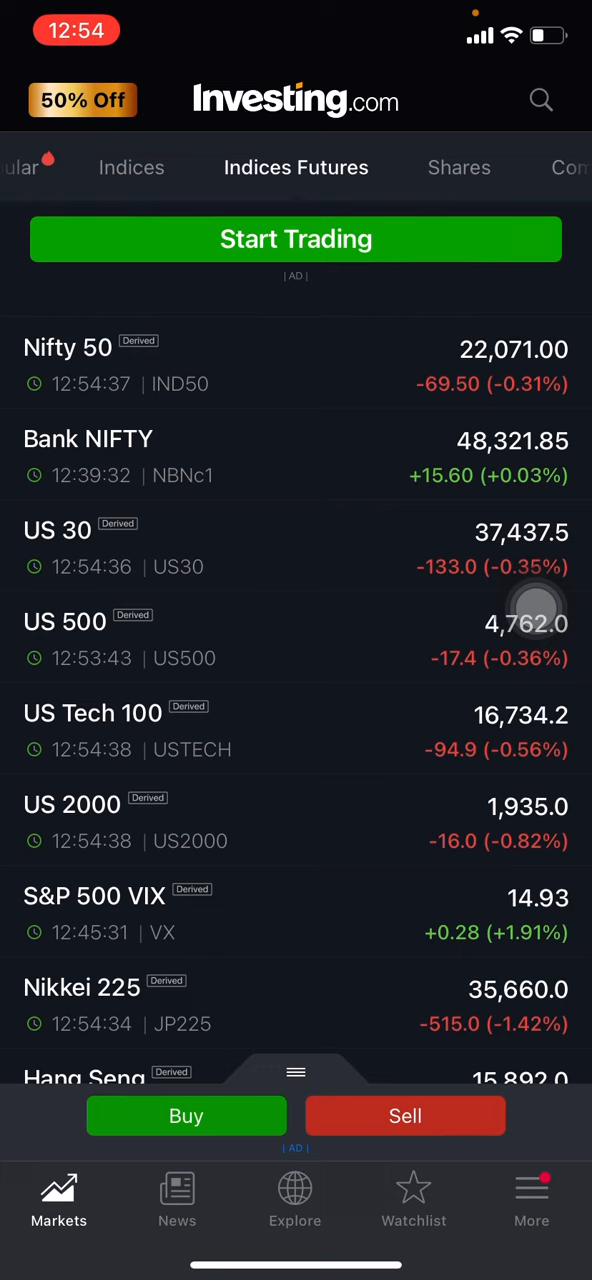 12:54
50% Off
Investing.com
ular Indices Indices Futures Shares Com
Start Trading
| AD |
Nifty 50 Derived 22,071.00
12:54:37 | IND50 -69.50 (-0.31%)
Bank NIFTY 48,321.85
12:39:32 | NBNc1 +15.60 (+0.03%)
US 30 Derived 37,437.5
12:54:36 | US30 -133.0 (-0.35%)
US 500 Derived 4,762.0
12:53:43 | US500 -17.4 (-0.36%)
US Tech 100 Derived 16,734.2
12:54:38 | USTECH -94.9 (-0.56%)
US 2000 Derived 1,935.0
12:54:38 | US2000 -16.0 (-0.82%)
S&P 500 VIX Derived 14.93
12:45:31 | VX +0.28 (+1.91%)
Nikkei 225 Derived 35,660.0
12:54:34 | JP225 -515.0 (-1.42%)
Hang Seng Derived 15,892.0
Buy Sell
| AD |
Markets News Explore Watchlist More